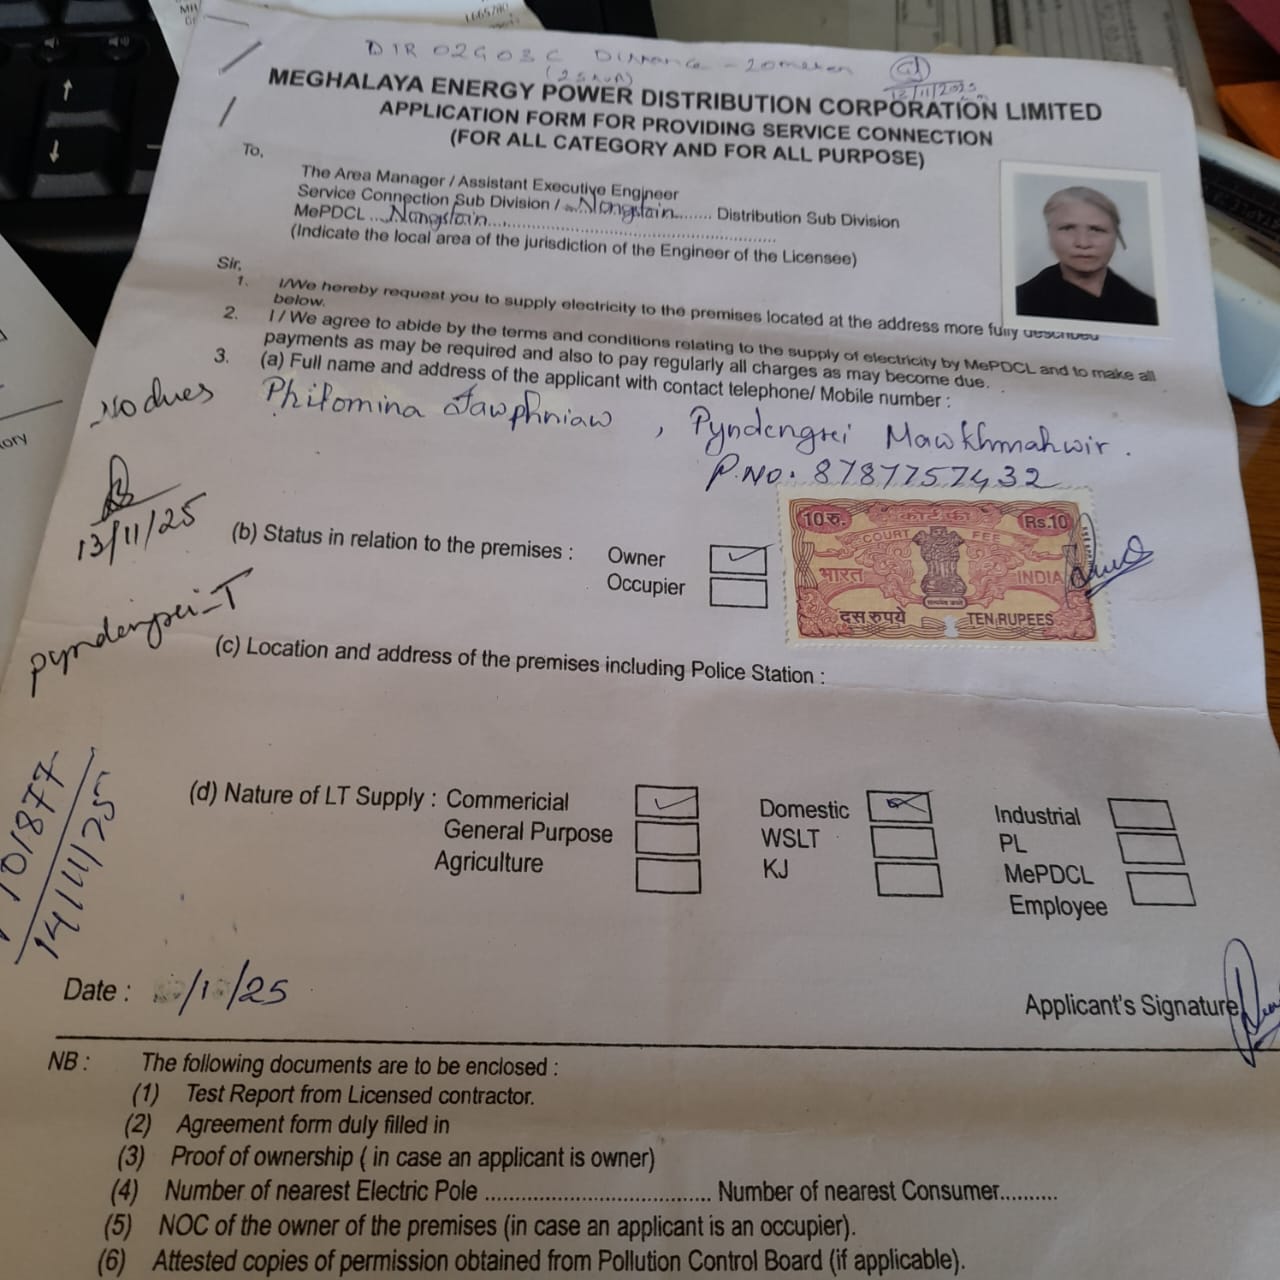 1665780
DTR 02G03C Distance - 20 meter
(25 KVA)
12/11/2025
MEGHALAYA ENERGY POWER DISTRIBUTION CORPORATION LIMITED
APPLICATION FORM FOR PROVIDING SERVICE CONNECTION
(FOR ALL CATEGORY AND FOR ALL PURPOSE)
To,
The Area Manager / Assistant Executive Engineer
Service Connection Sub Division / Nongstoin........ Distribution Sub Division
MePDCL ...Nongstoin...
(Indicate the local area of the jurisdiction of the Engineer of the Licensee)
Sir,
1. I/We hereby request you to supply electricity to the premises located at the address more fully described
below.
2. I / We agree to abide by the terms and conditions relating to the supply of electricity by MePDCL and to make all
payments as may be required and also to pay regularly all charges as may become due.
3. (a) Full name and address of the applicant with contact telephone/ Mobile number :
No dues
Philomina Jawphniaw , Pyndengrei Mawkhmahwir.
P.No. 8787757432
13/11/25
(b) Status in relation to the premises :
Owner
Occupier
10रु. कोर्ट फी Rs.10
COURT FEE
भारत INDIA
सत्यमेव जयते
दस रुपये TEN RUPEES
pyndengrei-T
(c) Location and address of the premises including Police Station :
101877
14/11/25
(d) Nature of LT Supply : Commericial Domestic Industrial
General Purpose WSLT PL
Agriculture KJ MePDCL
Employee
Date : /1 /25
Applicant's Signature
NB : The following documents are to be enclosed :
(1) Test Report from Licensed contractor.
(2) Agreement form duly filled in
(3) Proof of ownership ( in case an applicant is owner)
(4) Number of nearest Electric Pole .................................. Number of nearest Consumer..........
(5) NOC of the owner of the premises (in case an applicant is an occupier).
(6) Attested copies of permission obtained from Pollution Control Board (if applicable).